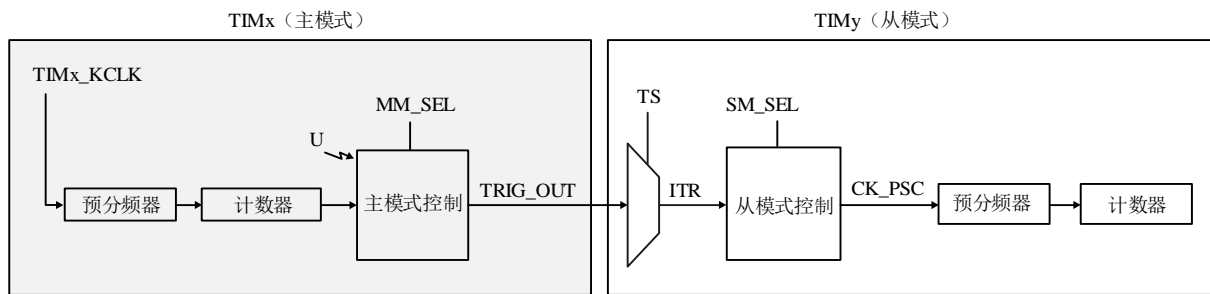 TIMx（主模式）
TIMy（从模式）
TIMx_KCLK
MM_SEL
TS
SM_SEL
U
预分频器
计数器
主模式控制
TRIG_OUT
ITR
从模式控制
CK_PSC
预分频器
计数器